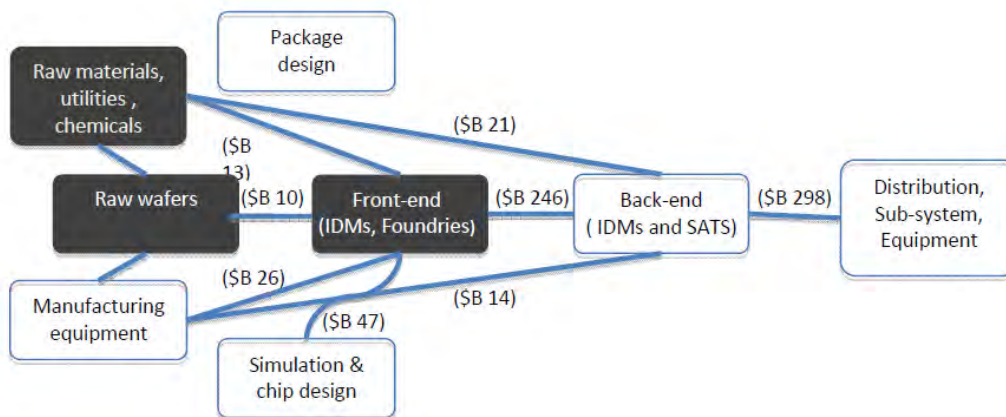 Package
design
Raw materials,
utilities ,
chemicals
($B 21)
($B
13)
Raw wafers
($B 10)
Front-end
(IDMs, Foundries)
($B 246)
Back-end
( IDMs and SATS)
($B 298)
Distribution,
Sub-system,
Equipment
Manufacturing
equipment
($B 26)
($B 14)
($B 47)
Simulation &
chip design